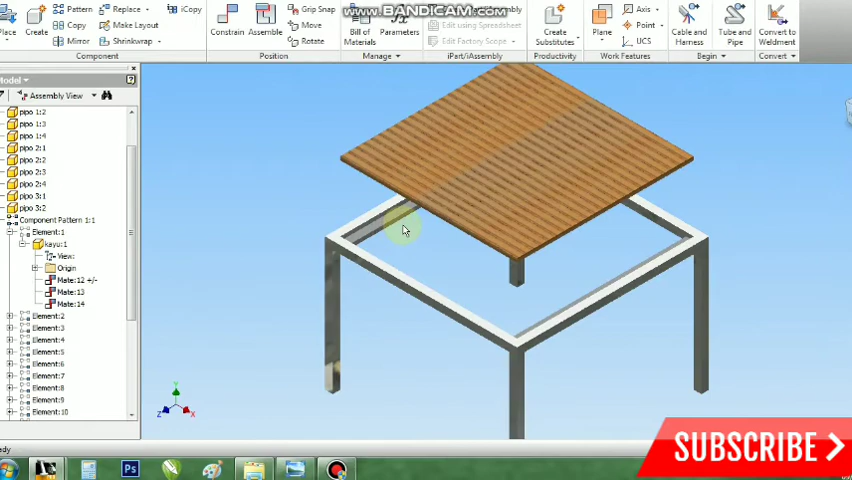 www.BANDICAM.com
Pattern Replace iCopy Grip Snap Axis
Copy Make Layout Move Edit using Spreadsheet Point
Place Create Constrain Assemble Bill of Materials Parameters Create Substitutes Plane Cable and Harness Tube and Pipe Convert to Weldment
Mirror Shrinkwrap Rotate Edit Factory Scope UCS
Component Position Manage iPart/iAssembly Productivity Work Features Begin Convert
Model
Assembly View
pipo 1:2
pipo 1:3
pipo 1:4
pipo 2:1
pipo 2:2
pipo 2:3
pipo 2:4
pipo 3:1
pipo 3:2
Component Pattern 1:1
Element:1
kayu:1
View:
Origin
Mate:12 +/-
Mate:13
Mate:14
Element:2
Element:3
Element:4
Element:5
Element:6
Element:7
Element:8
Element:9
Element:10
Y
Z X
SUBSCRIBE
Ps